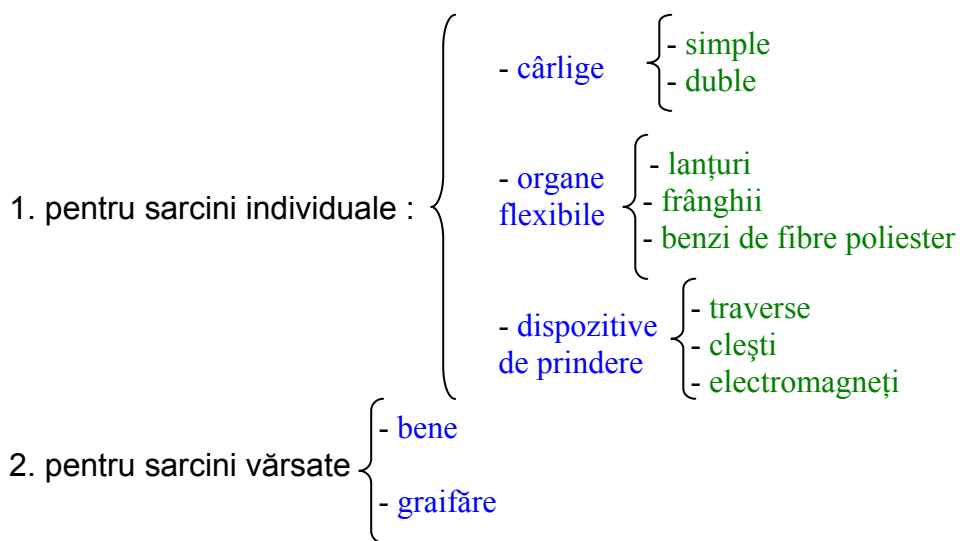 1. pentru sarcini individuale :
- cârlige
- simple
- duble
- organe
flexibile
- lanțuri
- frânghii
- benzi de fibre poliester
- dispozitive
de prindere
- traverse
- cleşti
- electromagneți
2. pentru sarcini vărsate
- bene
- graifăre